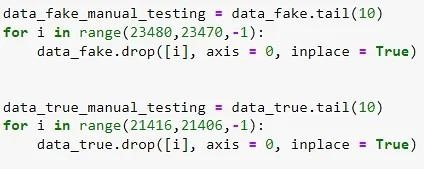 data_fake_manual_testing = data_fake.tail(10)
for i in range(23480,23470,-1):
    data_fake.drop([i], axis = 0, inplace = True)
data_true_manual_testing = data_true.tail(10)
for i in range(21416,21406,-1):
    data_true.drop([i], axis = 0, inplace = True)